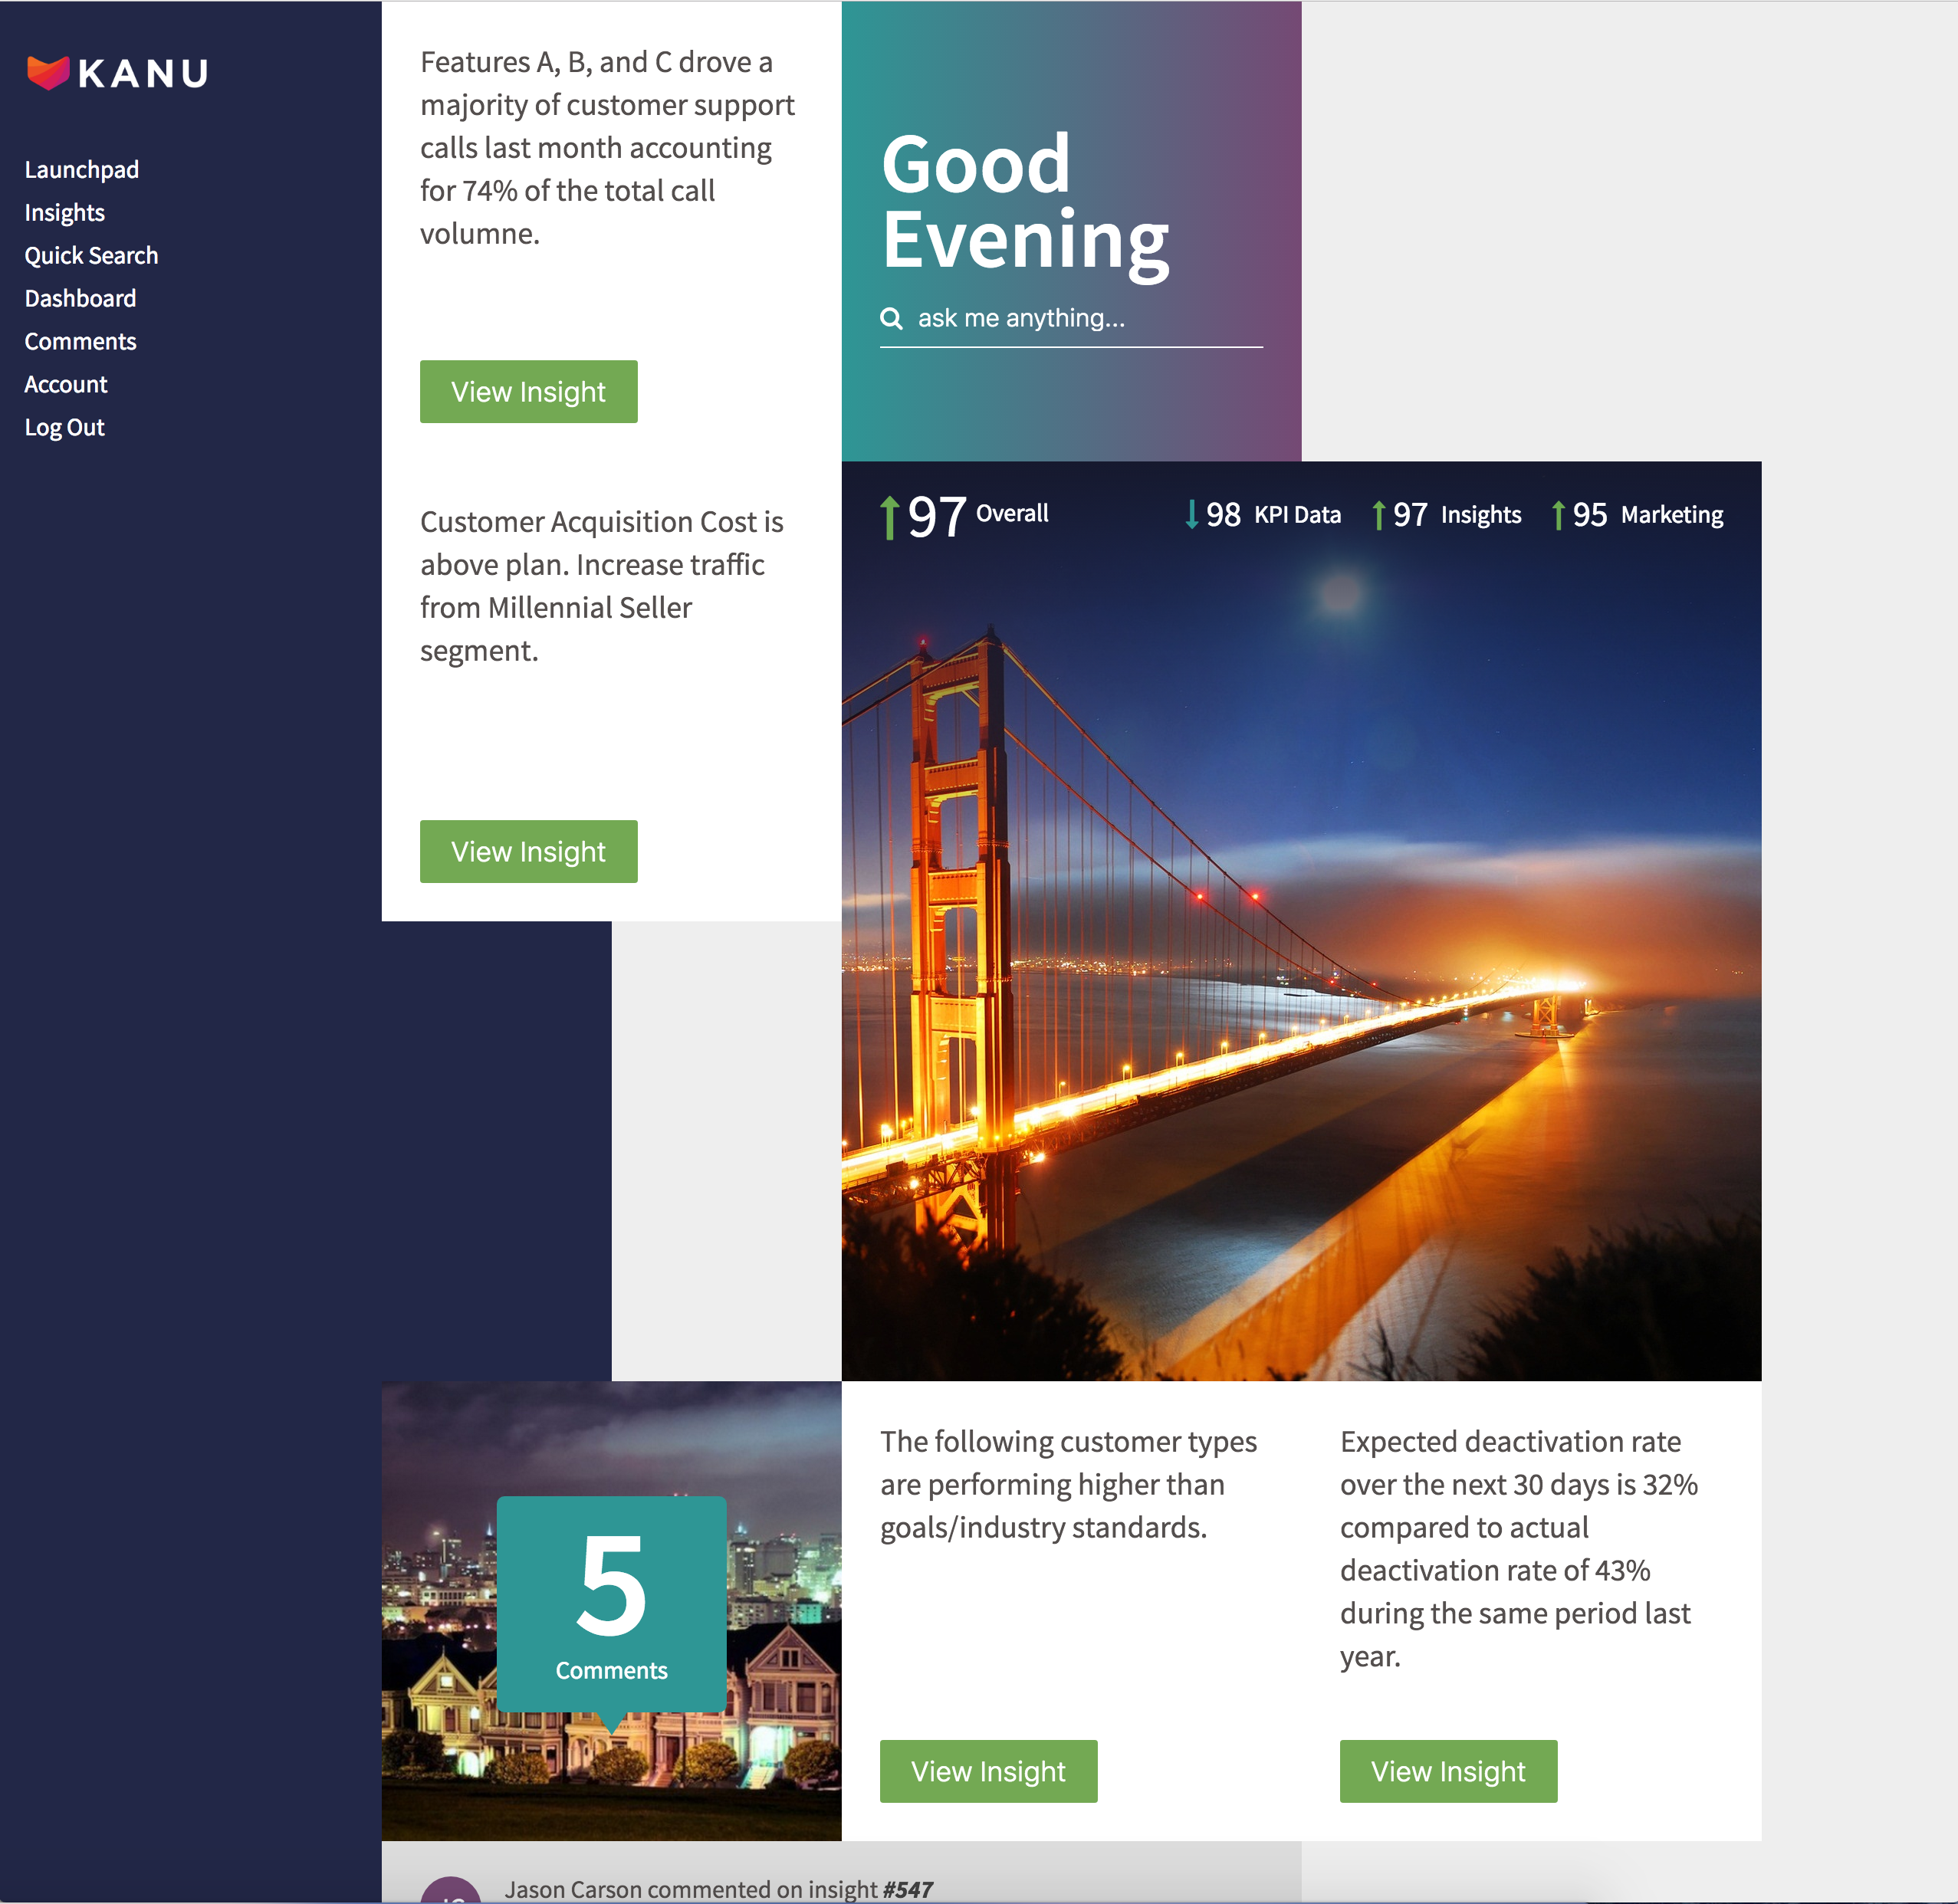 KANU
Launchpad
Insights
Quick Search
Dashboard
Comments
Account
Log Out
Features A, B, and C drove a
majority of customer support
calls last month accounting
for 74% of the total call
volumne.
View Insight
Good
Evening
ask me anything...
Customer Acquisition Cost is
above plan. Increase traffic
from Millennial Seller
segment.
View Insight
97 Overall
98 KPI Data
97 Insights
95 Marketing
5
Comments
The following customer types
are performing higher than
goals/industry standards.
View Insight
Expected deactivation rate
over the next 30 days is 32%
compared to actual
deactivation rate of 43%
during the same period last
year.
View Insight
Jason Carson commented on insight #547